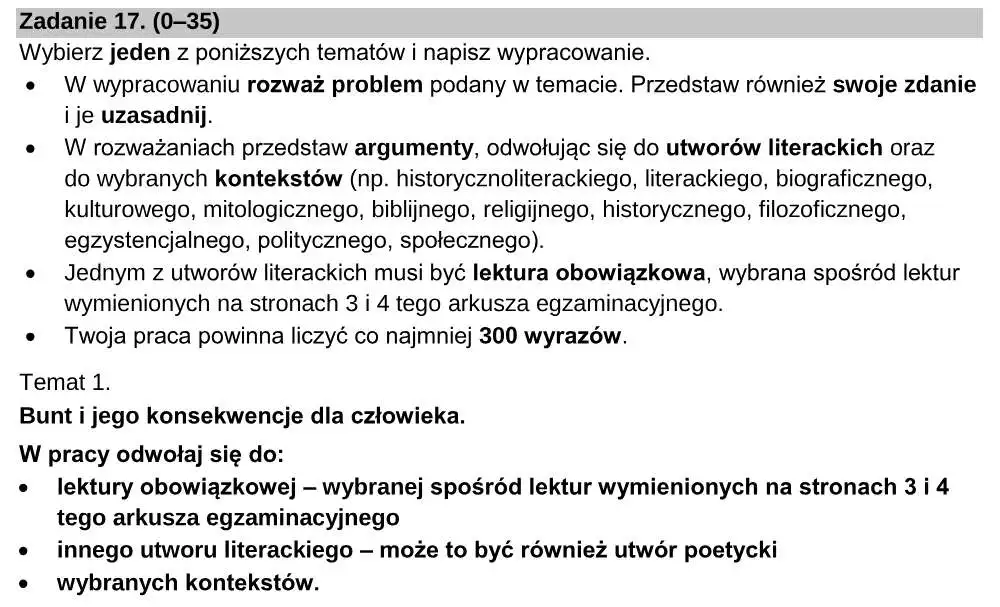 Zadanie 17. (0–35)
Wybierz jeden z poniższych tematów i napisz wypracowanie.
• W wypracowaniu rozważ problem podany w temacie. Przedstaw również swoje zdanie
i je uzasadnij.
• W rozważaniach przedstaw argumenty, odwołując się do utworów literackich oraz
do wybranych kontekstów (np. historycznoliterackiego, literackiego, biograficznego,
kulturowego, mitologicznego, biblijnego, religijnego, historycznego, filozoficznego,
egzystencjalnego, politycznego, społecznego).
• Jednym z utworów literackich musi być lektura obowiązkowa, wybrana spośród lektur
wymienionych na stronach 3 i 4 tego arkusza egzaminacyjnego.
• Twoja praca powinna liczyć co najmniej 300 wyrazów.
Temat 1.
Bunt i jego konsekwencje dla człowieka.
W pracy odwołaj się do:
• lektury obowiązkowej – wybranej spośród lektur wymienionych na stronach 3 i 4
tego arkusza egzaminacyjnego
• innego utworu literackiego – może to być również utwór poetycki
• wybranych kontekstów.